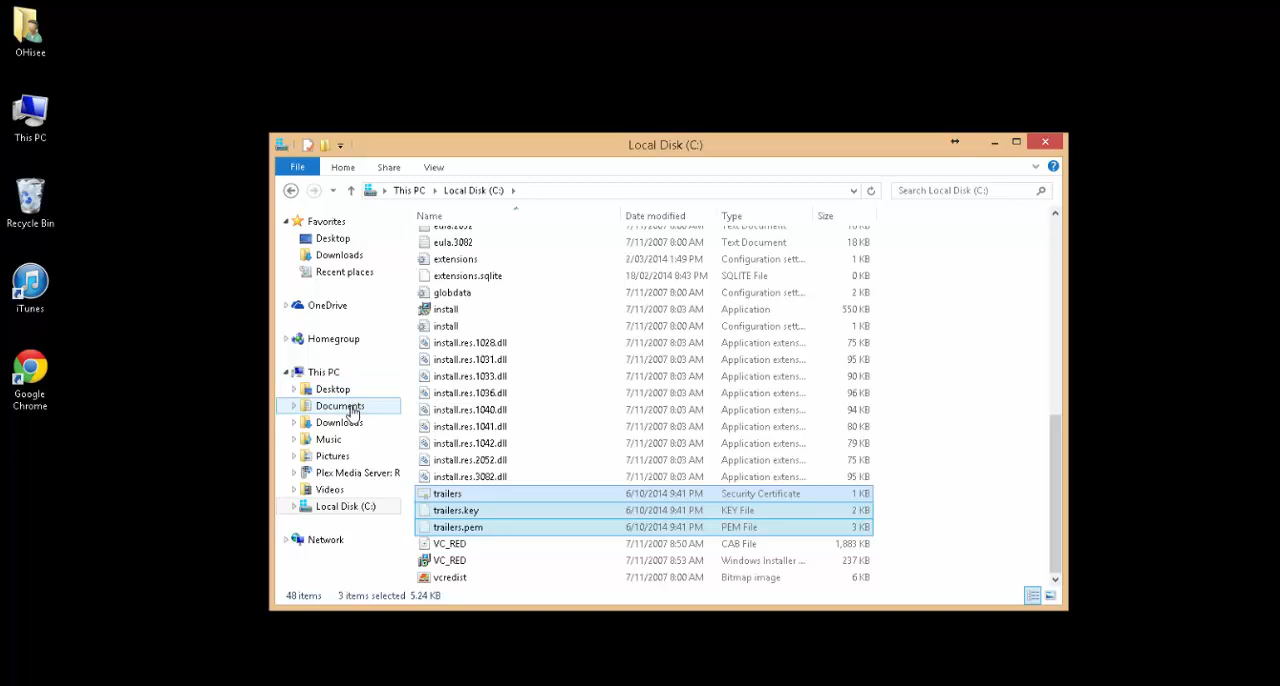 OHisee
This PC
Recycle Bin
iTunes
Google
Chrome
Local Disk (C:)
File Home Share View
This PC Local Disk (C:)
Search Local Disk (C:)
Favorites
Desktop
Downloads
Recent places
OneDrive
Homegroup
This PC
Desktop
Documents
Downloads
Music
Pictures
Plex Media Server: R
Videos
Local Disk (C:)
Network
Name Date modified Type Size
eula.2052 7/11/2007 8:00 AM Text Document
eula.3082 7/11/2007 8:00 AM Text Document 18 KB
extensions 2/03/2014 1:49 PM Configuration sett... 1 KB
extensions.sqlite 18/02/2014 8:43 PM SQLITE File 0 KB
globdata 7/11/2007 8:00 AM Configuration sett... 2 KB
install 7/11/2007 8:03 AM Application 550 KB
install 7/11/2007 8:00 AM Configuration sett... 1 KB
install.res.1028.dll 7/11/2007 8:03 AM Application extens... 75 KB
install.res.1031.dll 7/11/2007 8:03 AM Application extens... 95 KB
install.res.1033.dll 7/11/2007 8:03 AM Application extens... 90 KB
install.res.1036.dll 7/11/2007 8:03 AM Application extens... 96 KB
install.res.1040.dll 7/11/2007 8:03 AM Application extens... 94 KB
install.res.1041.dll 7/11/2007 8:03 AM Application extens... 80 KB
install.res.1042.dll 7/11/2007 8:03 AM Application extens... 79 KB
install.res.2052.dll 7/11/2007 8:03 AM Application extens... 75 KB
install.res.3082.dll 7/11/2007 8:03 AM Application extens... 95 KB
trailers 6/10/2014 9:41 PM Security Certificate 1 KB
trailers.key 6/10/2014 9:41 PM KEY File 2 KB
trailers.pem 6/10/2014 9:41 PM PEM File 3 KB
VC_RED 7/11/2007 8:50 AM CAB File 1,883 KB
VC_RED 7/11/2007 8:53 AM Windows Installer ... 237 KB
vcredist 7/11/2007 8:00 AM Bitmap image 6 KB
48 items 3 items selected 5.24 KB